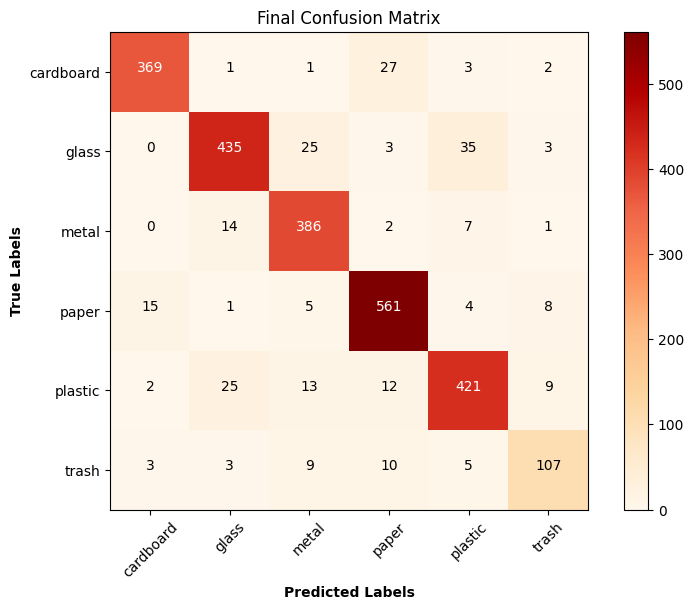 Final Confusion Matrix
True Labels
cardboard 369 1 1 27 3 2
glass 0 435 25 3 35 3
metal 0 14 386 2 7 1
paper 15 1 5 561 4 8
plastic 2 25 13 12 421 9
trash 3 3 9 10 5 107
cardboard glass metal paper plastic trash
Predicted Labels
500
400
300
200
100
0